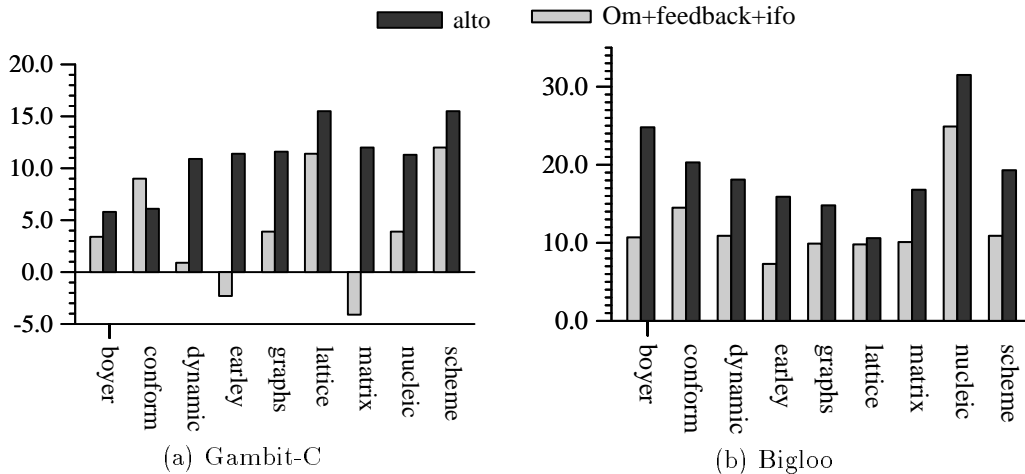 alto
Om+feedback+ifo
20.0
15.0
10.0
5.0
0.0
-5.0
boyer
conform
dynamic
earley
graphs
lattice
matrix
nucleic
scheme
(a) Gambit-C
30.0
20.0
10.0
0.0
boyer
conform
dynamic
earley
graphs
lattice
matrix
nucleic
scheme
(b) Bigloo